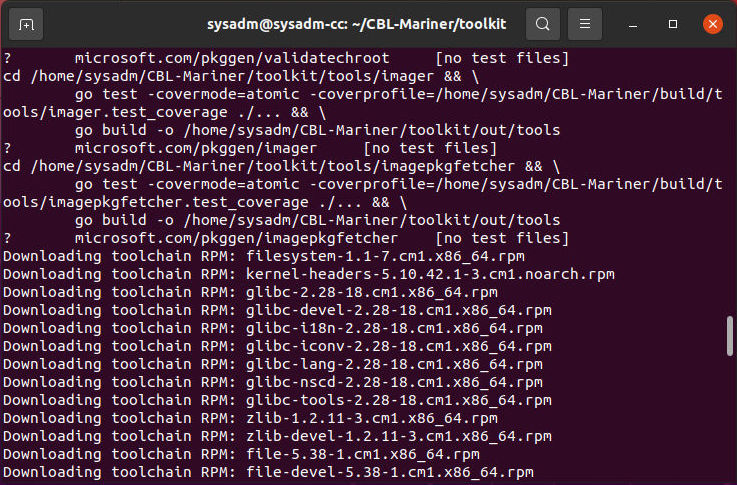 sysadm@sysadm-cc: ~/CBL-Mariner/toolkit
?       microsoft.com/pkggen/validatechroot     [no test files]
cd /home/sysadm/CBL-Mariner/toolkit/tools/imager && \
        go test -covermode=atomic -coverprofile=/home/sysadm/CBL-Mariner/build/t
ools/imager.test_coverage ./... && \
        go build -o /home/sysadm/CBL-Mariner/toolkit/out/tools
?       microsoft.com/pkggen/imager     [no test files]
cd /home/sysadm/CBL-Mariner/toolkit/tools/imagepkgfetcher && \
        go test -covermode=atomic -coverprofile=/home/sysadm/CBL-Mariner/build/t
ools/imagepkgfetcher.test_coverage ./... && \
        go build -o /home/sysadm/CBL-Mariner/toolkit/out/tools
?       microsoft.com/pkggen/imagepkgfetcher    [no test files]
Downloading toolchain RPM: filesystem-1.1-7.cm1.x86_64.rpm
Downloading toolchain RPM: kernel-headers-5.10.42.1-3.cm1.noarch.rpm
Downloading toolchain RPM: glibc-2.28-18.cm1.x86_64.rpm
Downloading toolchain RPM: glibc-devel-2.28-18.cm1.x86_64.rpm
Downloading toolchain RPM: glibc-i18n-2.28-18.cm1.x86_64.rpm
Downloading toolchain RPM: glibc-iconv-2.28-18.cm1.x86_64.rpm
Downloading toolchain RPM: glibc-lang-2.28-18.cm1.x86_64.rpm
Downloading toolchain RPM: glibc-nscd-2.28-18.cm1.x86_64.rpm
Downloading toolchain RPM: glibc-tools-2.28-18.cm1.x86_64.rpm
Downloading toolchain RPM: zlib-1.2.11-3.cm1.x86_64.rpm
Downloading toolchain RPM: zlib-devel-1.2.11-3.cm1.x86_64.rpm
Downloading toolchain RPM: file-5.38-1.cm1.x86_64.rpm
Downloading toolchain RPM: file-devel-5.38-1.cm1.x86_64.rpm